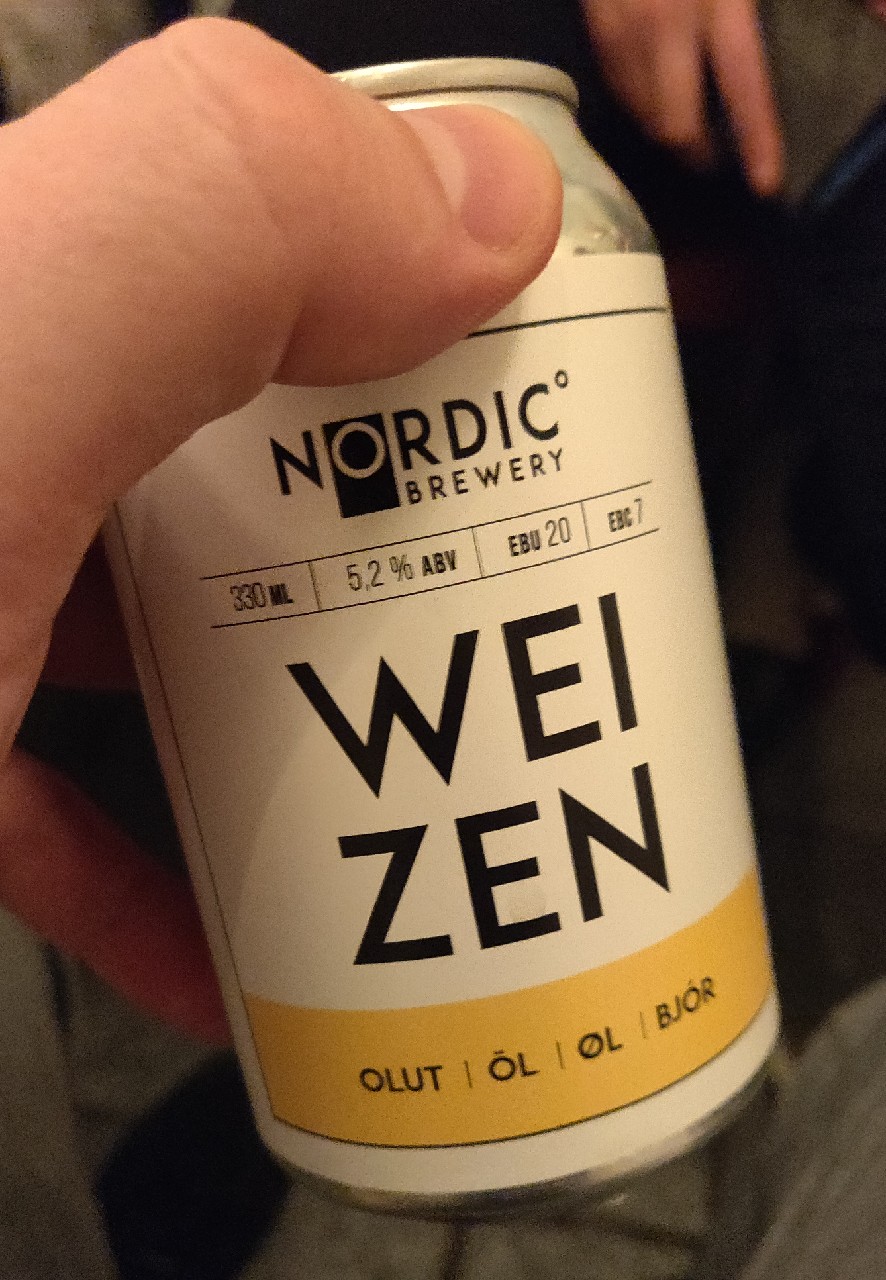 NORDIC°
BREWERY
330 ML | 5,2 % ABV | EBU 20 | EBC 7
WEI
ZEN
OLUT | ÖL | ØL | BJÓR